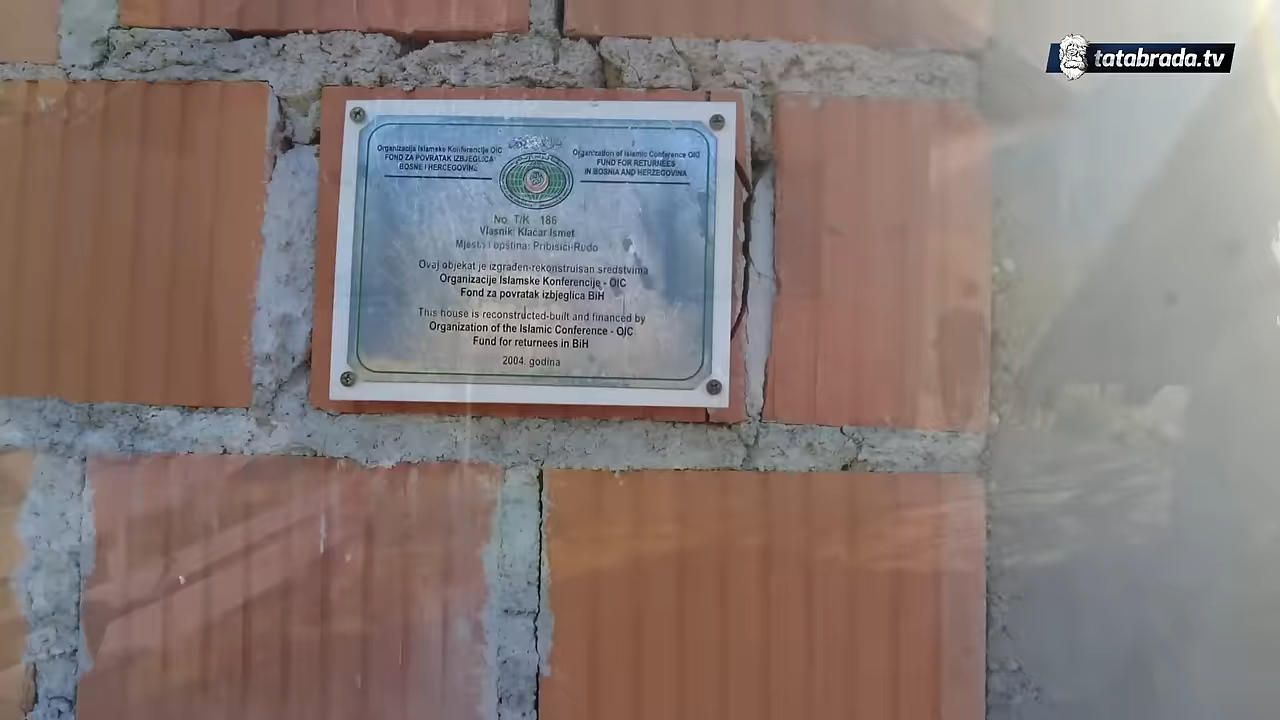 tatabrada.tv
Organizacija Islamske Konferencije OIC
FOND ZA POVRATAK IZBJEGLICA
BOSNE I HERCEGOVINE
Organization of Islamic Conference OIC
FUND FOR RETURNEES
IN BOSNIA AND HERZEGOVINA
No T/K - 186
Vlasnik: Klačar Ismet
Mjesto i opština: Pribišići-Rudo
Ovaj objekat je izgrađen-rekonstruisan sredstvima
Organizacije Islamske Konferencije - OIC
Fond za povratak izbjeglica BiH
This house is reconstructed-built and financed by
Organization of the Islamic Conference - OIC
Fund for returnees in BiH
2004. godina